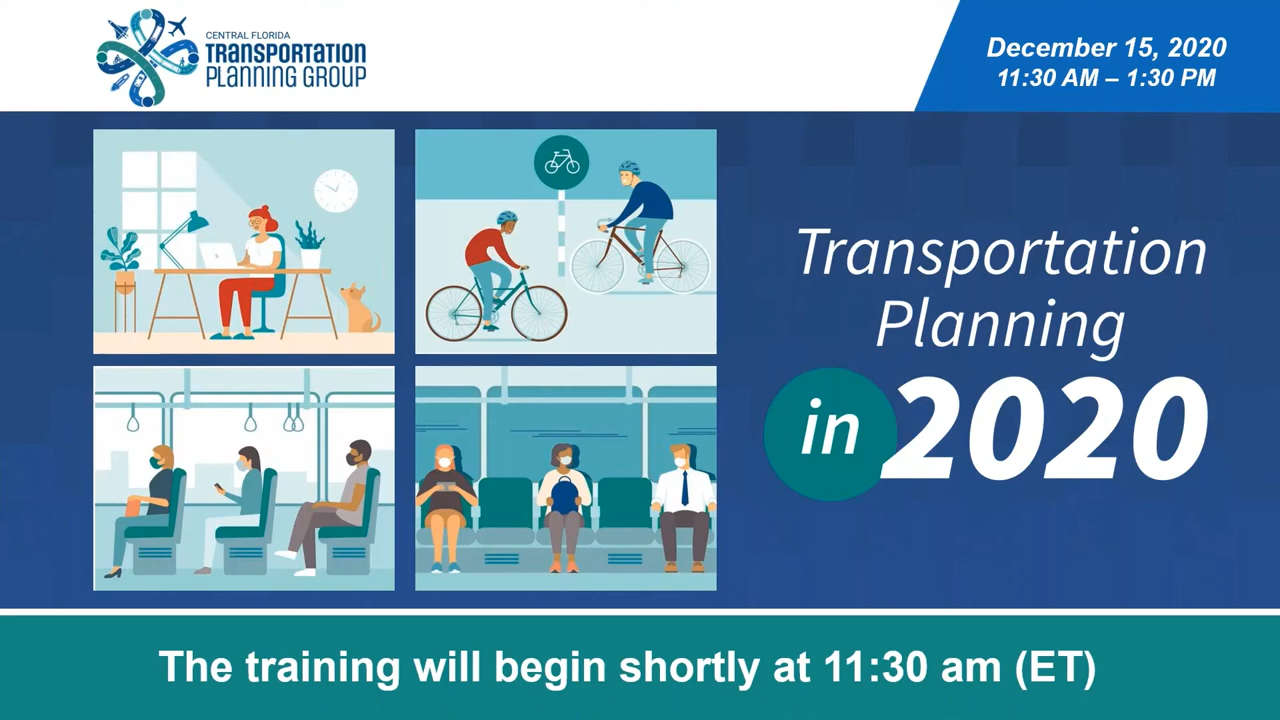 CENTRAL FLORIDA
TRANSPORTATION
PLANNING GROUP
December 15, 2020
11:30 AM – 1:30 PM
Transportation
Planning
in 2020
The training will begin shortly at 11:30 am (ET)